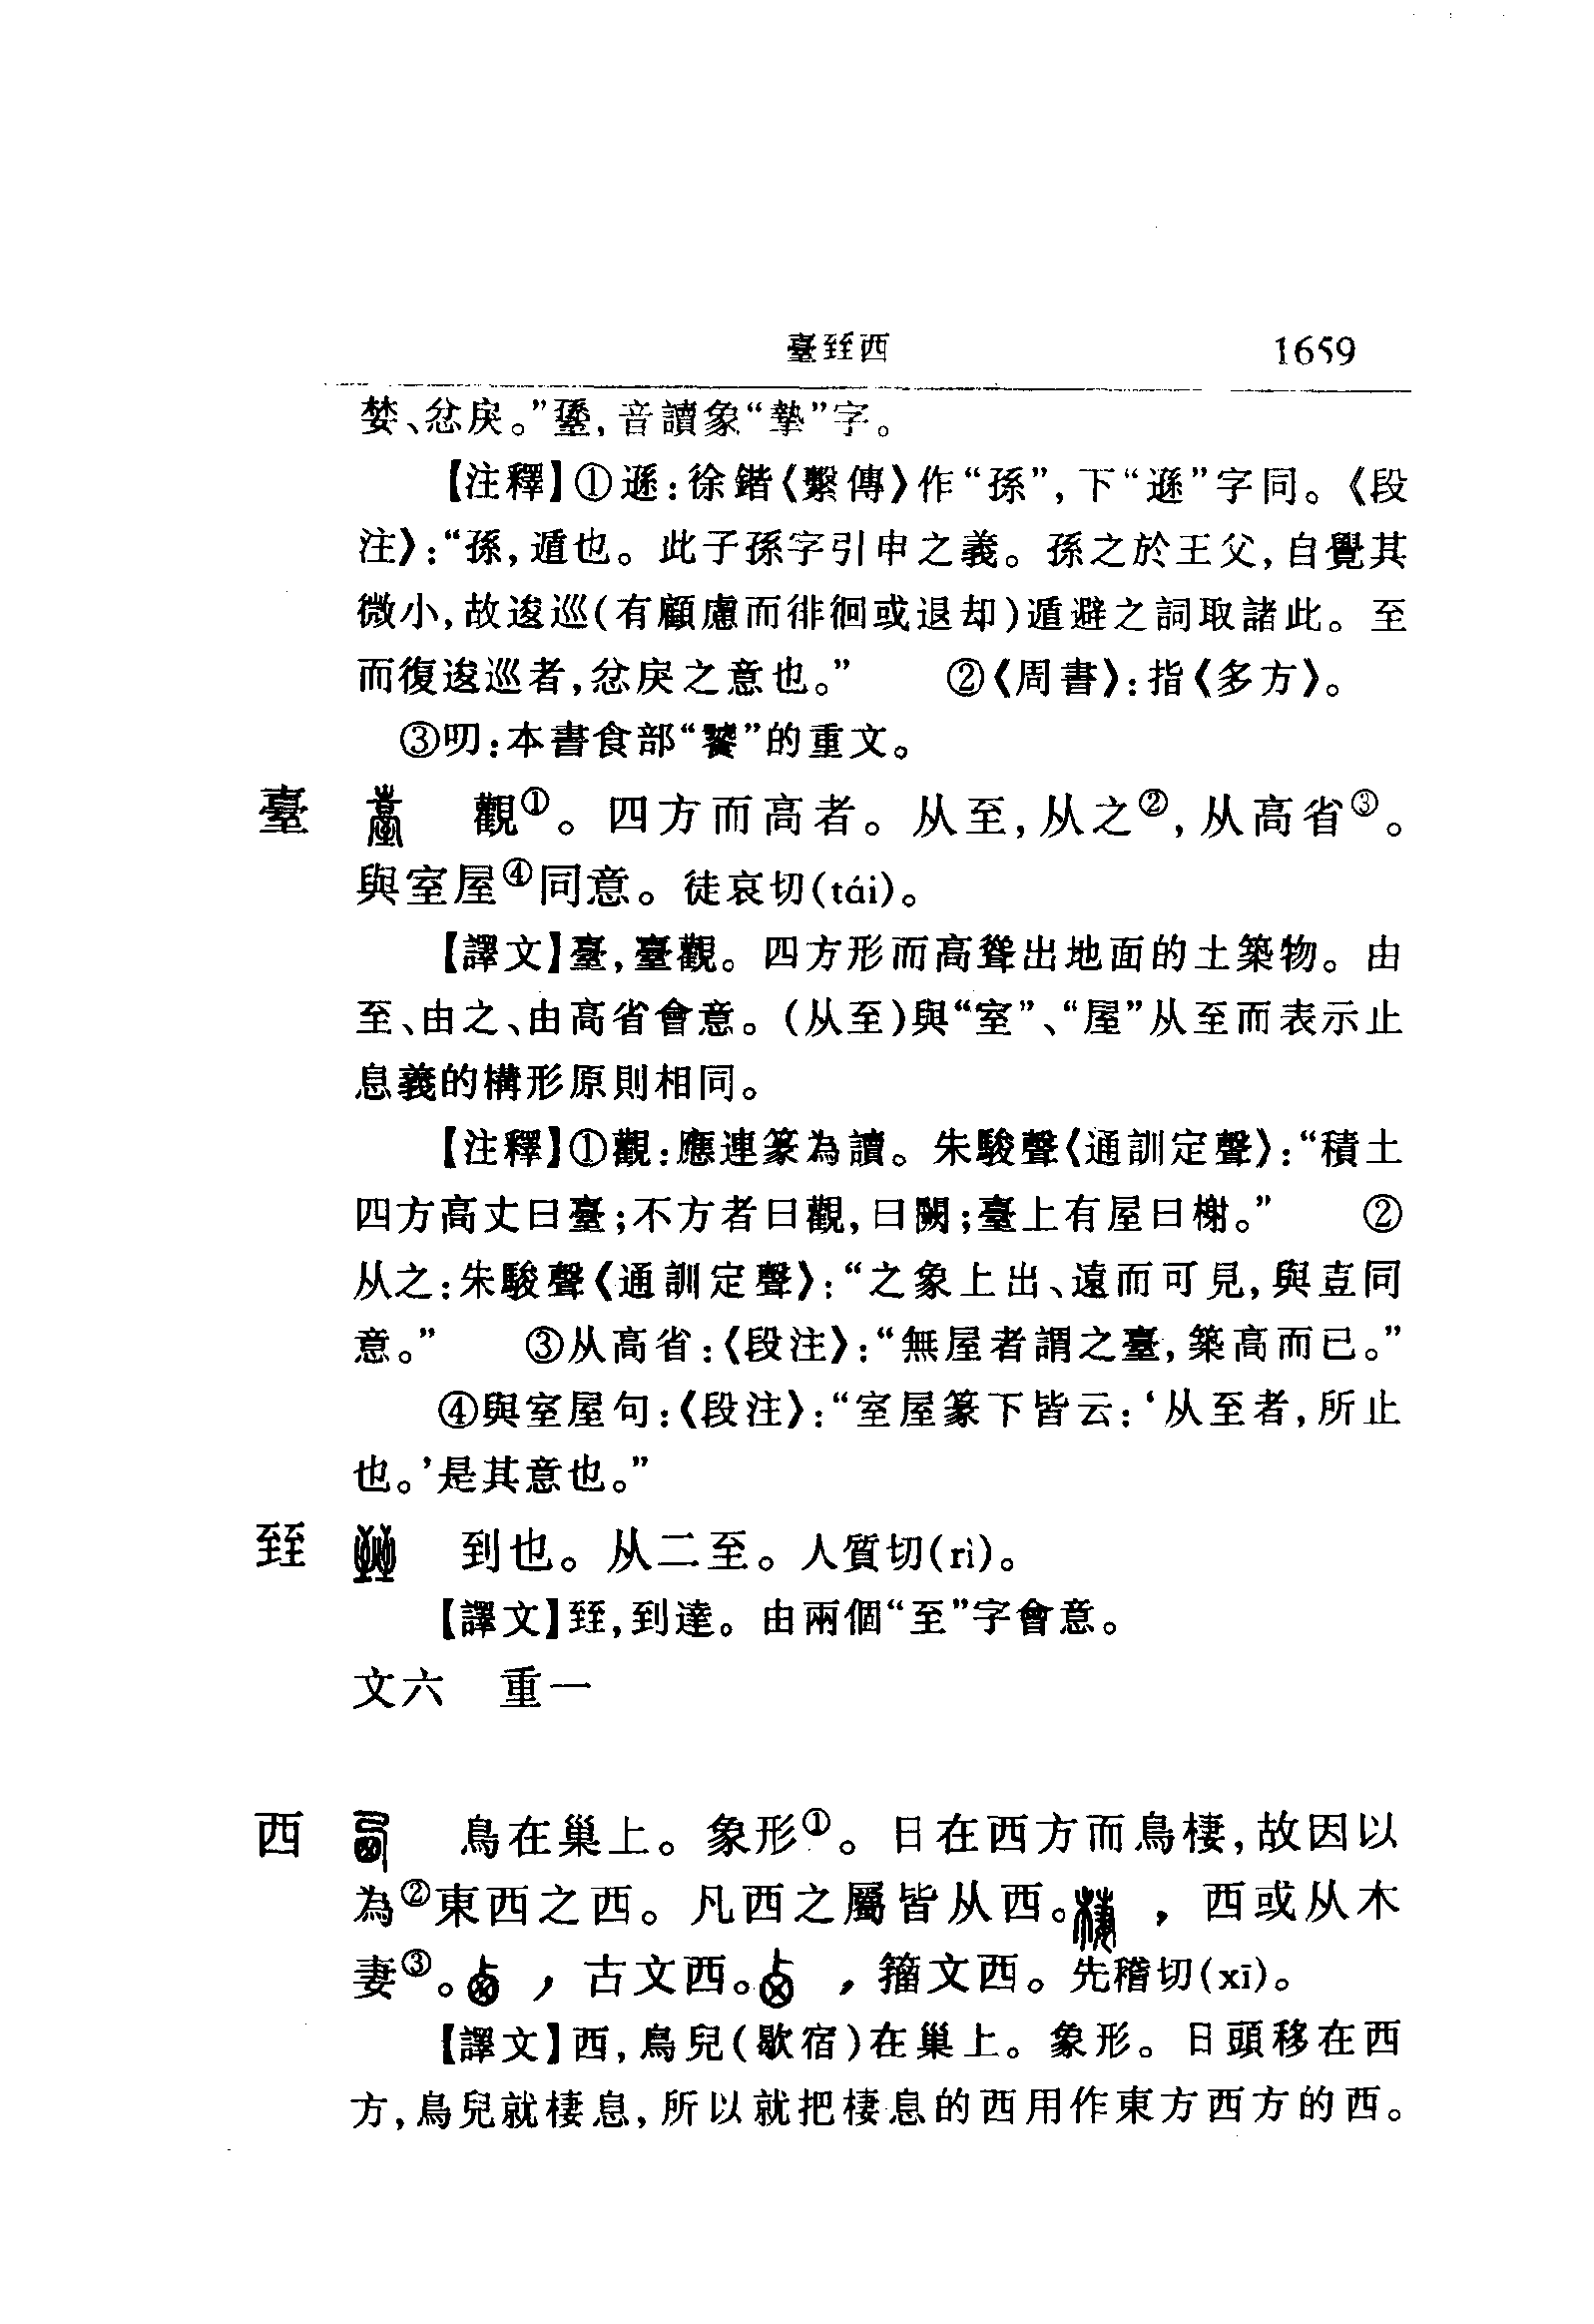 臺臸西 1659
婪、忿戾。”𦥎,音讀象“摯”字。
【注釋】①遜:徐鍇《繫傳》作“孫”,下“遜”字同。《段
注》:“孫,遁也。此子孫字引申之義。孫之於王父,自覺其
微小,故逡巡(有顧慮而徘徊或退却)遁避之詞取諸此。至
而復逡巡者,忿戾之意也。” ②《周書》:指《多方》。
③叨:本書食部“饕”的重文。
臺 觀①。四方而高者。从至,从之②,从高省③。
與室屋④同意。徒哀切(tái)。
【譯文】臺,臺觀。四方形而高聳出地面的土築物。由
至、由之、由高省會意。(从至)與“室”、“屋”从至而表示止
息義的構形原則相同。
【注釋】①觀:應連篆為讀。朱駿聲《通訓定聲》:“積土
四方高丈曰臺;不方者曰觀,曰闕;臺上有屋曰榭。” ②
从之:朱駿聲《通訓定聲》:“之象上出、遠而可見,與壴同
意。” ③从高省:《段注》:“無屋者謂之臺,築高而已。”
④與室屋句:《段注》:“室屋篆下皆云:‘从至者,所止
也。’是其意也。”
臸 到也。从二至。人質切(rì)。
【譯文】臸,到達。由兩個“至”字會意。
文六 重一
西 鳥在巢上。象形①。日在西方而鳥棲,故因以
為②東西之西。凡西之屬皆从西。,西或从木
妻③。,古文西。,籀文西。先稽切(xī)。
【譯文】西,鳥兒(歇宿)在巢上。象形。日頭移在西
方,鳥兒就棲息,所以就把棲息的西用作東方西方的西。